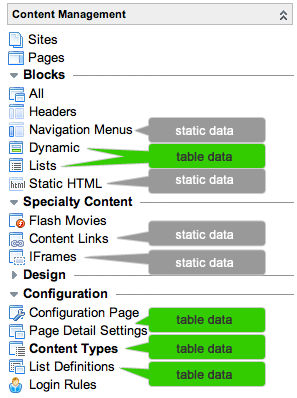 Content Management
Sites
Pages
Blocks
All
Headers
Navigation Menus static data
Dynamic
table data
Lists
Static HTML static data
Specialty Content
Flash Movies
Content Links static data
IFrames static data
Design
Configuration
Configuration Page
Page Detail Settings table data
Content Types table data
List Definitions table data
Login Rules